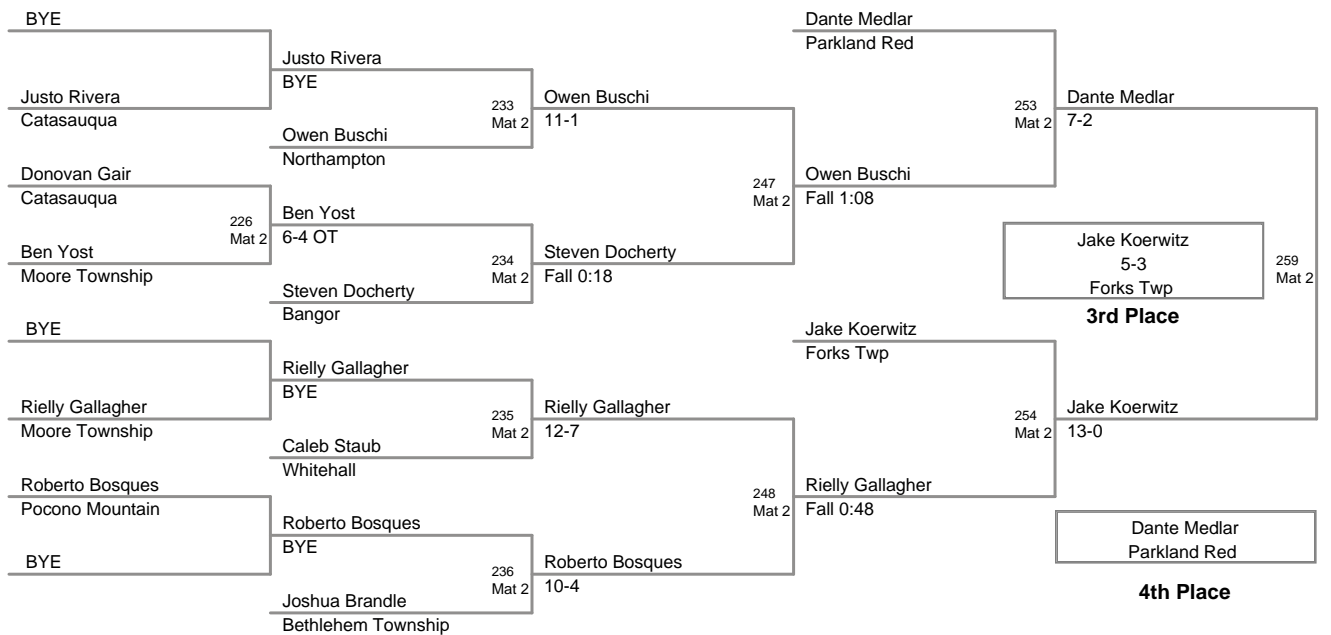 BYE
Justo Rivera
Catasauqua
Donovan Gair
Catasauqua
226
Mat 2
Ben Yost
Moore Township
BYE
Rielly Gallagher
Moore Township
Roberto Bosques
Pocono Mountain
BYE
Justo Rivera
BYE
233
Mat 2
Owen Buschi
Northampton
Ben Yost
6-4 OT
234
Mat 2
Steven Docherty
Bangor
Rielly Gallagher
BYE
235
Mat 2
Caleb Staub
Whitehall
Roberto Bosques
BYE
236
Mat 2
Joshua Brandle
Bethlehem Township
Owen Buschi
11-1
247
Mat 2
Steven Docherty
Fall 0:18
Rielly Gallagher
12-7
248
Mat 2
Roberto Bosques
10-4
Dante Medlar
Parkland Red
253
Mat 2
Owen Buschi
Fall 1:08
Jake Koerwitz
Forks Twp
254
Mat 2
Rielly Gallagher
Fall 0:48
Dante Medlar
7-2
Jake Koerwitz
5-3
Forks Twp
3rd Place
259
Mat 2
Jake Koerwitz
13-0
Dante Medlar
Parkland Red
4th Place